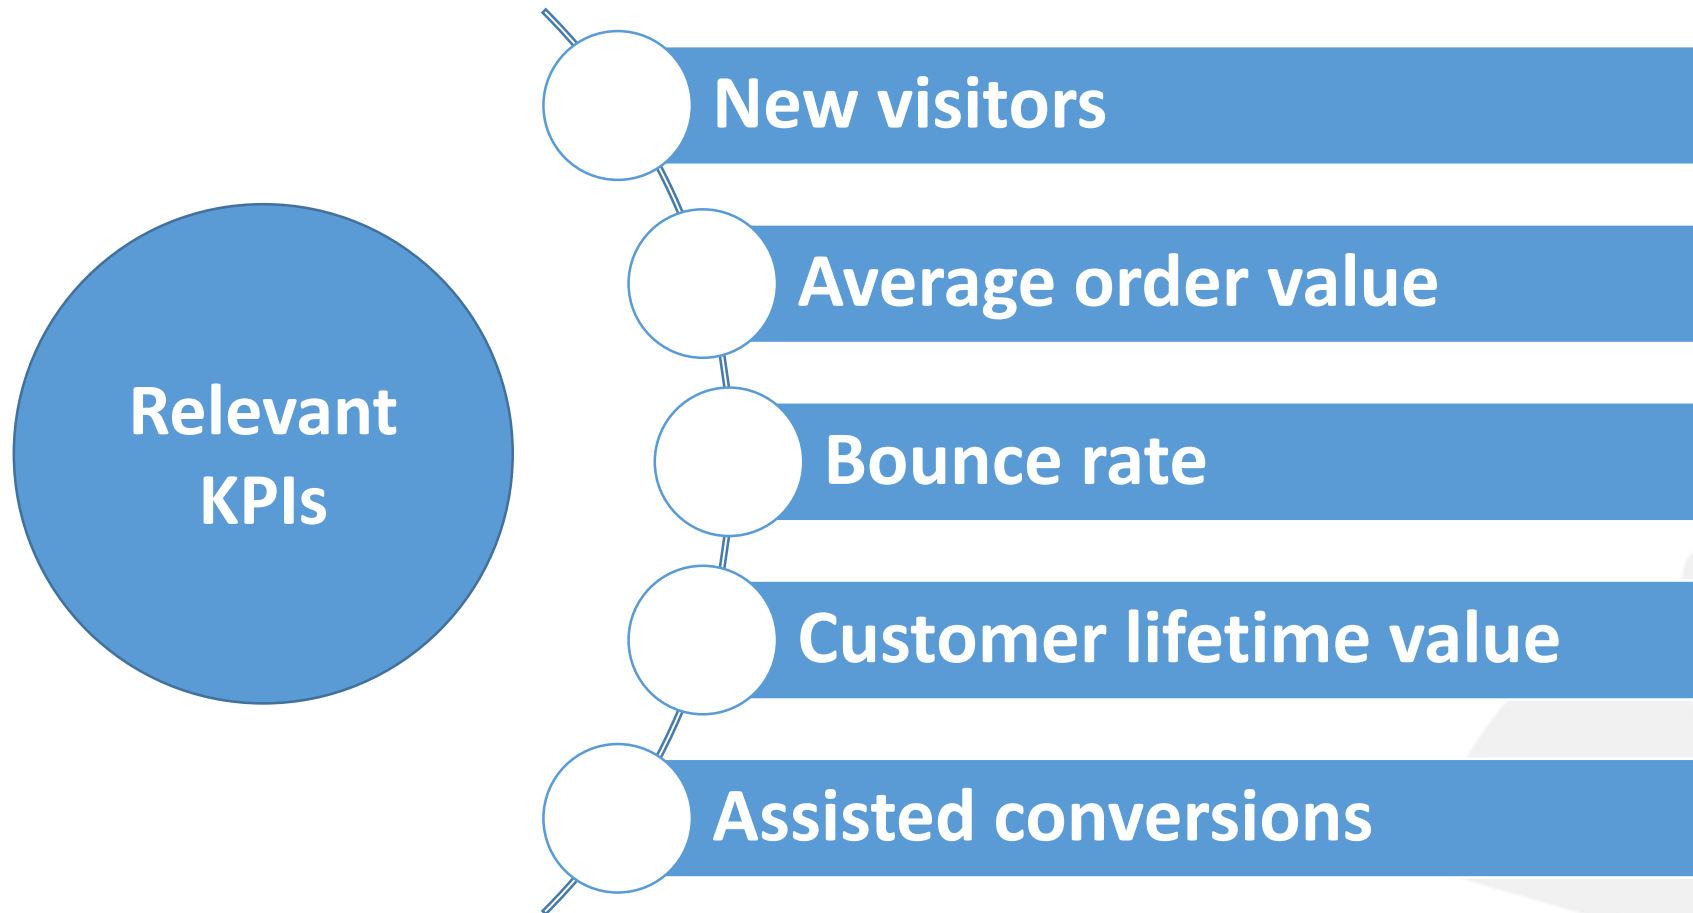 Relevant
KPIs
New visitors
Average order value
Bounce rate
Customer lifetime value
Assisted conversions